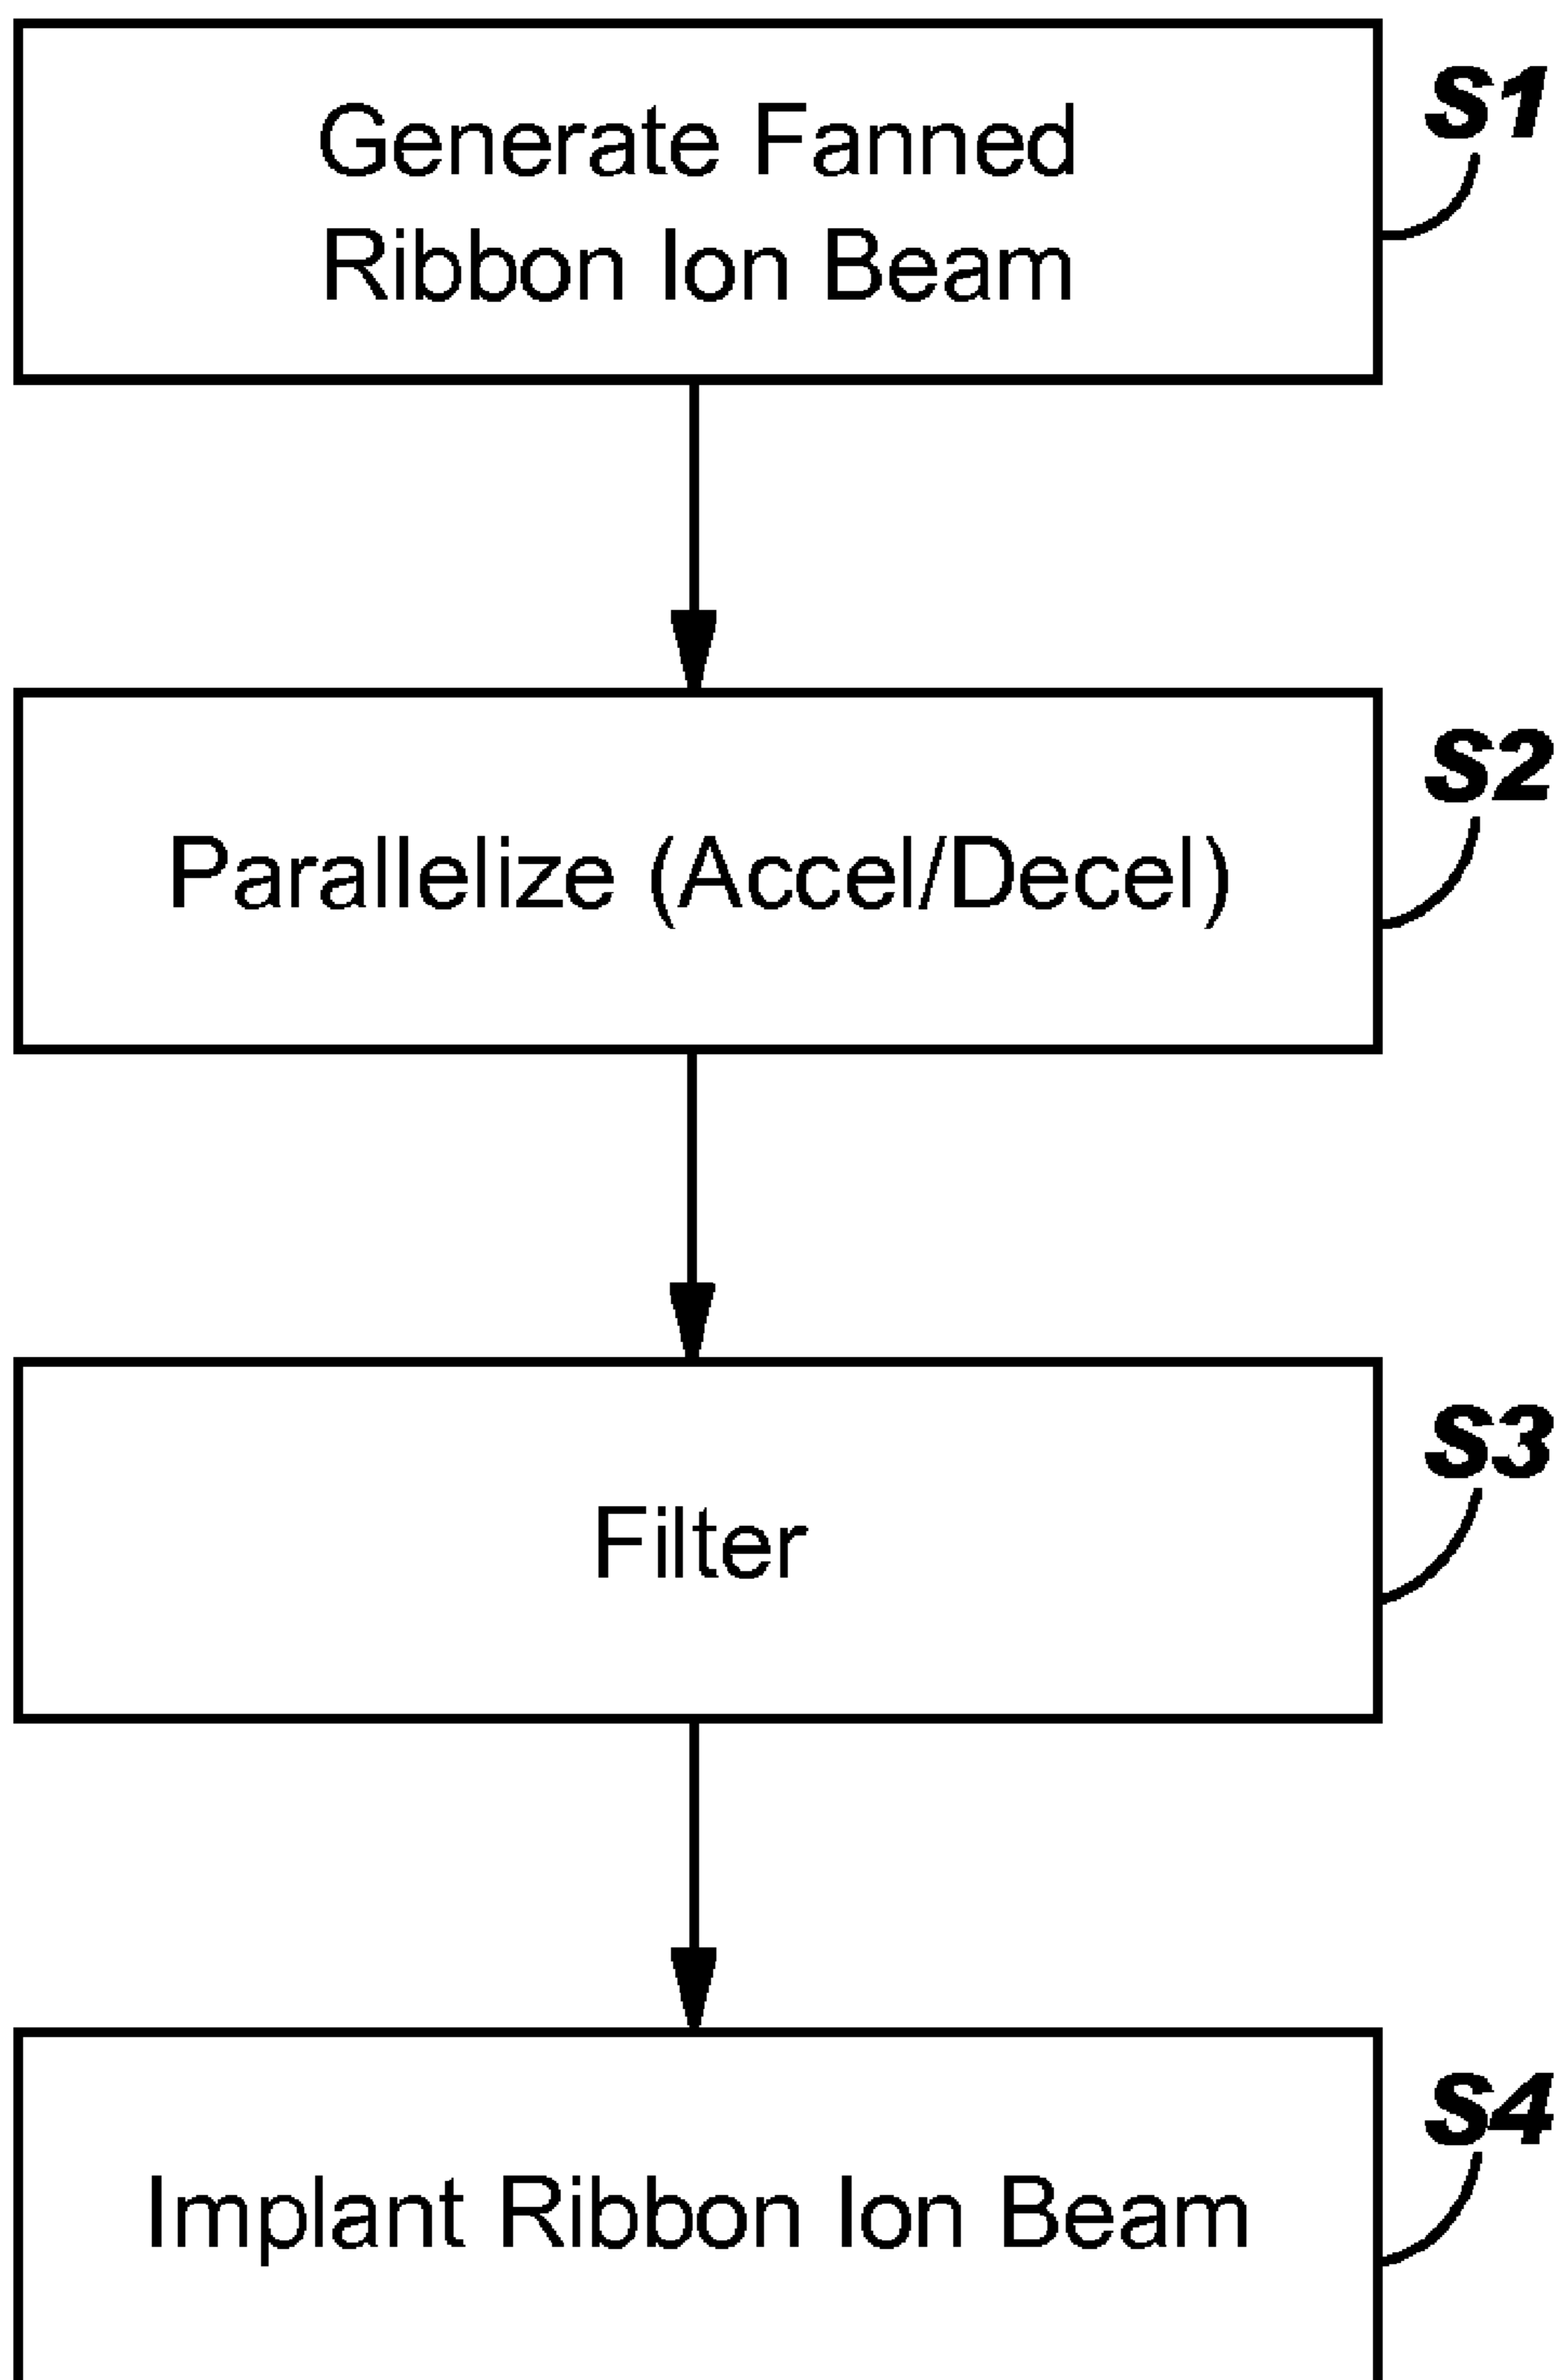 Generate Fanned
Ribbon Ion Beam
S1
Parallelize (Accel/Decel)
S2
Filter
S3
Implant Ribbon Ion Beam
S4